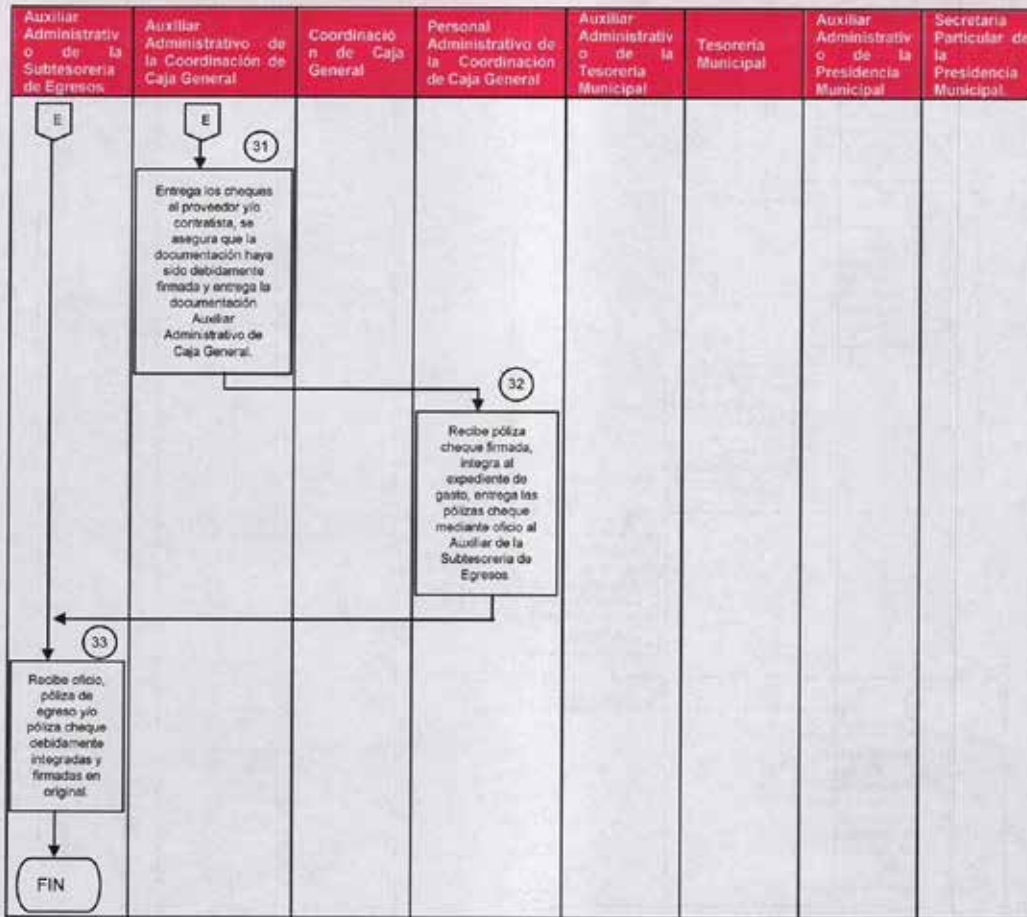 Auxiliar
Administrativ
o de la
Subtesorería
de Egresos
Auxiliar
Administrativo de
la Coordinación de
Caja General
Coordinació
n de Caja
General
Personal
Administrativo de
la Coordinación
de Caja General
Auxiliar
Administrativ
o de la
Tesorería
Municipal
Tesorería
Municipal
Auxiliar
Administrativ
o de la
Presidencia
Municipal
Secretaria
Particular de
la
Presidencia
Municipal.
E
E
31
Entrega los cheques
al proveedor y/o
contratista, se
asegura que la
documentación haya
sido debidamente
firmada y entrega la
documentación
Auxiliar
Administrativo de
Caja General.
32
Recibe póliza
cheque firmada,
integra al
expediente de
gasto, entrega las
pólizas cheque
mediante oficio al
Auxiliar de la
Subtesorería de
Egresos
33
Recibe oficio,
póliza de
egreso y/o
póliza cheque
debidamente
integradas y
firmadas en
original
FIN